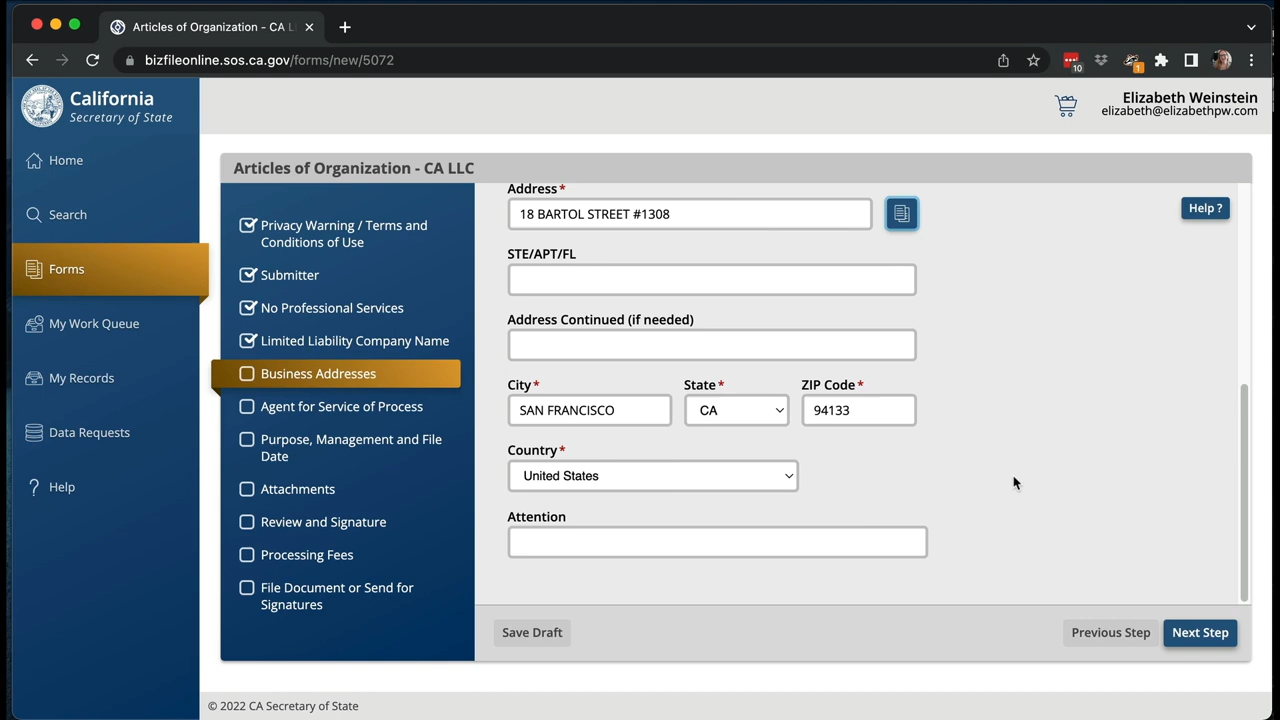 Articles of Organization - CA LL
bizfileonline.sos.ca.gov/forms/new/5072
10
1
California
Secretary of State
Elizabeth Weinstein
elizabeth@elizabethpw.com
Home
Search
Forms
My Work Queue
My Records
Data Requests
Help
Articles of Organization - CA LLC
Privacy Warning / Terms and
Conditions of Use
Submitter
No Professional Services
Limited Liability Company Name
Business Addresses
Agent for Service of Process
Purpose, Management and File
Date
Attachments
Review and Signature
Processing Fees
File Document or Send for
Signatures
Address*
18 BARTOL STREET #1308
Help ?
STE/APT/FL
Address Continued (if needed)
City* State* ZIP Code*
SAN FRANCISCO CA 94133
Country*
United States
Attention
Save Draft Previous Step Next Step
© 2022 CA Secretary of State